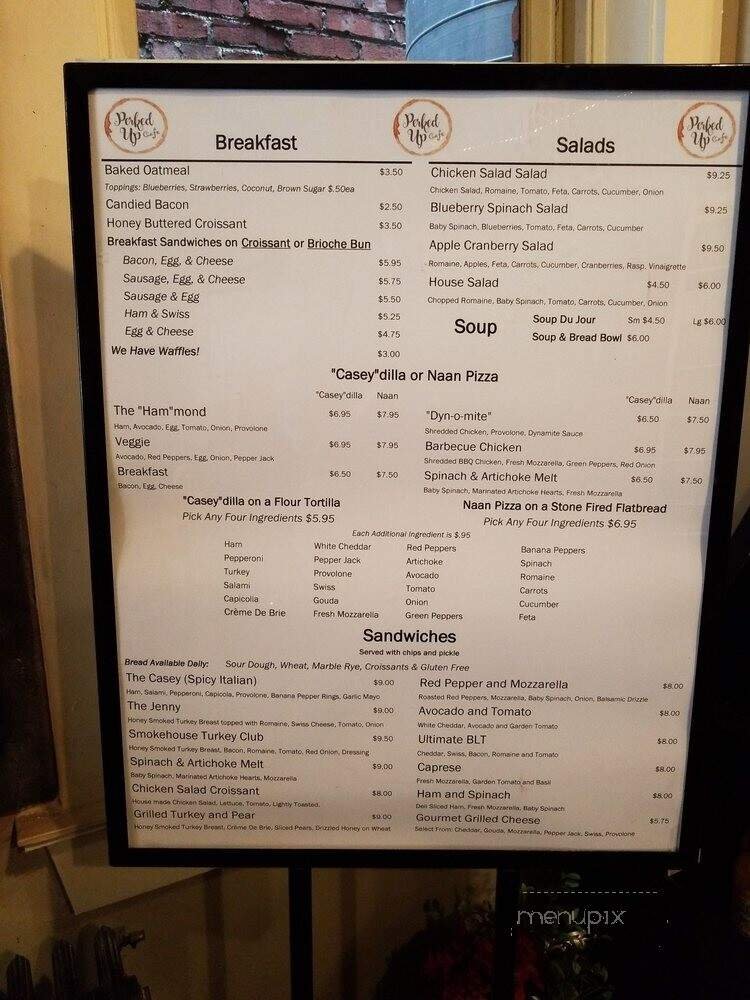 Perked Up Cafe
Perked Up Cafe
Perked Up Cafe
Breakfast
Baked Oatmeal $3.50
Toppings: Blueberries, Strawberries, Coconut, Brown Sugar $.50ea
Candied Bacon $2.50
Honey Buttered Croissant $3.50
Breakfast Sandwiches on Croissant or Brioche Bun
Bacon, Egg, & Cheese $5.95
Sausage, Egg, & Cheese $5.75
Sausage & Egg $5.50
Ham & Swiss $5.25
Egg & Cheese $4.75
We Have Waffles! $3.00
Salads
Chicken Salad Salad $9.25
Chicken Salad, Romaine, Tomato, Feta, Carrots, Cucumber, Onion
Blueberry Spinach Salad $9.25
Baby Spinach, Blueberries, Tomato, Feta, Carrots, Cucumber
Apple Cranberry Salad $9.50
Romaine, Apples, Feta, Carrots, Cucumber, Cranberries, Rasp. Vinaigrette
House Salad $4.50 $6.00
Chopped Romaine, Baby Spinach, Tomato, Carrots, Cucumber, Onion
Soup Soup Du Jour Sm $4.50 Lg $6.00
Soup & Bread Bowl $6.00
"Casey"dilla or Naan Pizza
"Casey"dilla Naan
The "Ham"mond $6.95 $7.95
Ham, Avocado, Egg, Tomato, Onion, Provolone
Veggie $6.95 $7.95
Avocado, Red Peppers, Egg, Onion, Pepper Jack
Breakfast $6.50 $7.50
Bacon, Egg, Cheese
"Casey"dilla Naan
"Dyn-o-mite" $6.50 $7.50
Shredded Chicken, Provolone, Dynamite Sauce
Barbecue Chicken $6.95 $7.95
Shredded BBQ Chicken, Fresh Mozzarella, Green Peppers, Red Onion
Spinach & Artichoke Melt $6.50 $7.50
Baby Spinach, Marinated Artichoke Hearts, Fresh Mozzarella
"Casey"dilla on a Flour Tortilla
Pick Any Four Ingredients $5.95
Naan Pizza on a Stone Fired Flatbread
Pick Any Four Ingredients $6.95
Each Additional Ingredient is $.95
Ham White Cheddar Red Peppers Banana Peppers
Pepperoni Pepper Jack Artichoke Spinach
Turkey Provolone Avocado Romaine
Salami Swiss Tomato Carrots
Capicolla Gouda Onion Cucumber
Crème De Brie Fresh Mozzarella Green Peppers Feta
Sandwiches
Served with chips and pickle
Bread Available Daily: Sour Dough, Wheat, Marble Rye, Croissants & Gluten Free
The Casey (Spicy Italian) $9.00
Ham, Salami, Pepperoni, Capicola, Provolone, Banana Pepper Rings, Garlic Mayo
The Jenny $9.00
Honey Smoked Turkey Breast topped with Romaine, Swiss Cheese, Tomato, Onion
Smokehouse Turkey Club $9.50
Honey Smoked Turkey Breast, Bacon, Romaine, Tomato, Red Onion, Dressing
Spinach & Artichoke Melt $9.00
Baby Spinach, Marinated Artichoke Hearts, Mozzarella
Chicken Salad Croissant $8.00
House made Chicken Salad, Lettuce, Tomato, Lightly Toasted.
Grilled Turkey and Pear $9.00
Honey Smoked Turkey Breast, Crème De Brie, Sliced Pears, Drizzled Honey on Wheat
Red Pepper and Mozzarella $8.00
Roasted Red Peppers, Mozzarella, Baby Spinach, Onion, Balsamic Drizzle
Avocado and Tomato $8.00
White Cheddar, Avocado and Garden Tomato
Ultimate BLT $8.00
Cheddar, Swiss, Bacon, Romaine and Tomato
Caprese $8.00
Fresh Mozzarella, Garden Tomato and Basil
Ham and Spinach $8.00
Deli Sliced Ham, Fresh Mozzarella, Baby Spinach
Gourmet Grilled Cheese $5.75
Select From: Cheddar, Gouda, Mozzarella, Pepper Jack, Swiss, Provolone
menupix